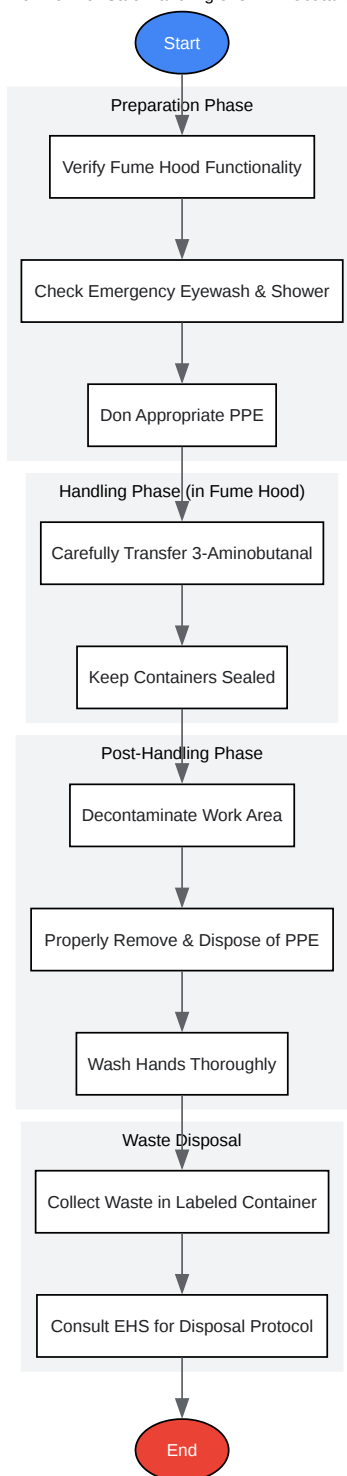 Start
Preparation Phase
Verify Fume Hood Functionality
Check Emergency Eyewash & Shower
Don Appropriate PPE
Handling Phase (in Fume Hood)
Carefully Transfer 3-Aminobutanal
Keep Containers Sealed
Post-Handling Phase
Decontaminate Work Area
Properly Remove & Dispose of PPE
Wash Hands Thoroughly
Waste Disposal
Collect Waste in Labeled Container
Consult EHS for Disposal Protocol
End